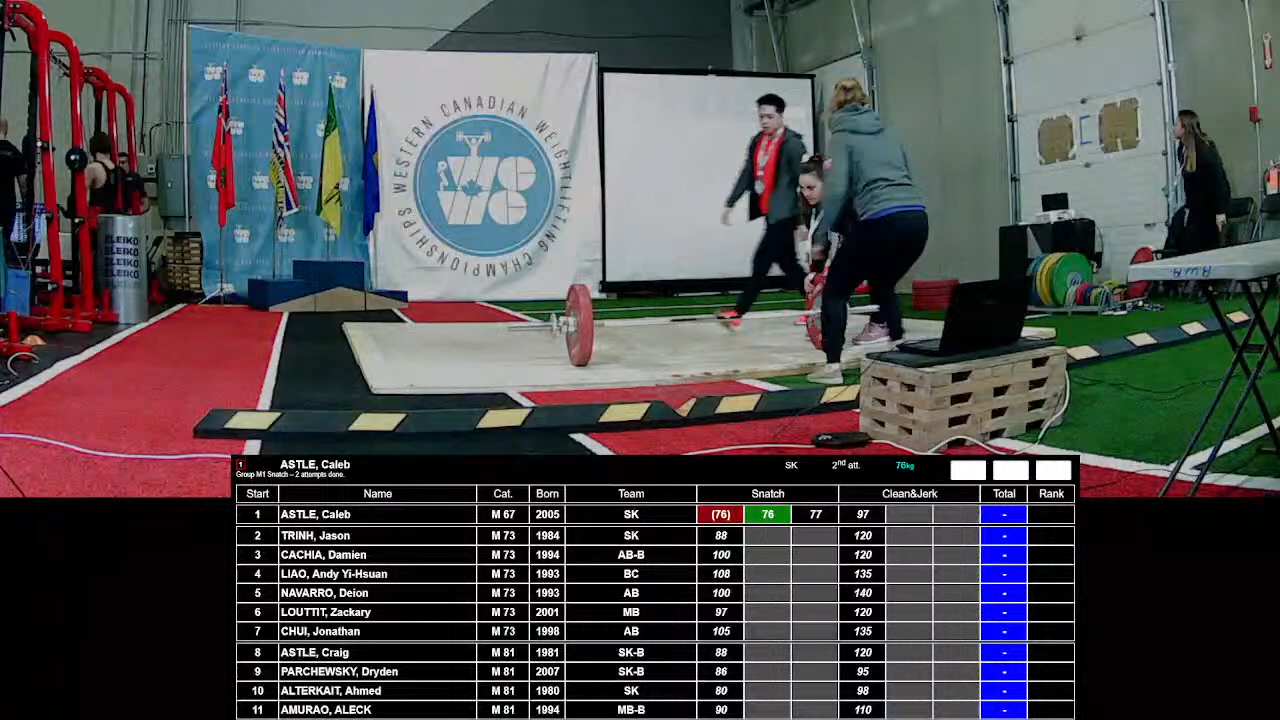 WESTERN CANADIAN WEIGHTLIFTING CHAMPIONSHIPS
WC
WC
ELEIKO
ELEIKO
ELEIKO
ELEIKO
1 ASTLE, Caleb SK 2nd att. 76kg
Group M1 Snatch – 2 attempts done.
Start Name Cat. Born Team Snatch Clean&Jerk Total Rank
1 ASTLE, Caleb M 67 2005 SK (76) 76 77 97 -
2 TRINH, Jason M 73 1984 SK 88 120 -
3 CACHIA, Damien M 73 1994 AB-B 100 120 -
4 LIAO, Andy Yi-Hsuan M 73 1993 BC 108 135 -
5 NAVARRO, Deion M 73 1993 AB 100 140 -
6 LOUTTIT, Zackary M 73 2001 MB 97 120 -
7 CHUI, Jonathan M 73 1998 AB 105 135 -
8 ASTLE, Craig M 81 1981 SK-B 88 120 -
9 PARCHEWSKY, Dryden M 81 2007 SK-B 86 95 -
10 ALTERKAIT, Ahmed M 81 1980 SK 80 98 -
11 AMURAO, ALECK M 81 1994 MB-B 90 110 -